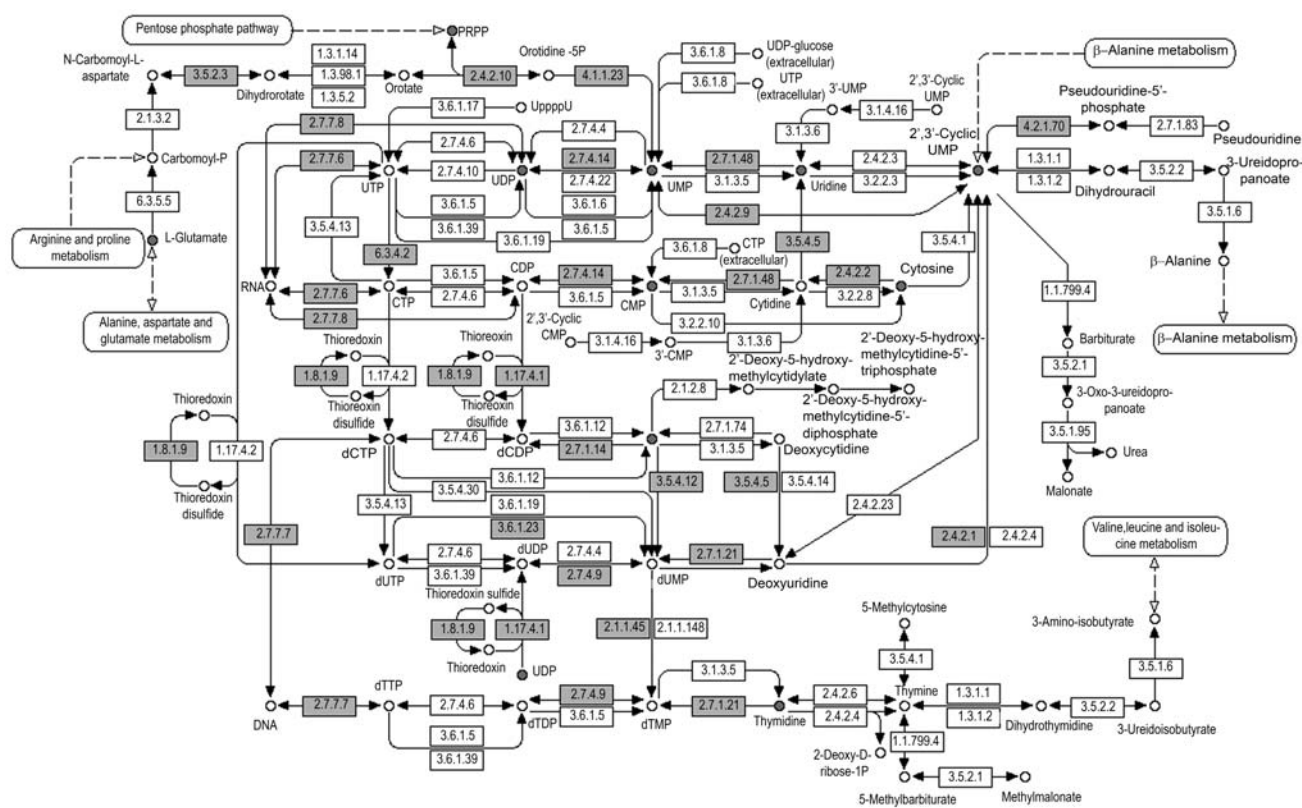 Pentose phosphate pathway
PRPP
β–Alanine metabolism
N-Carbomoyl-L-
aspartate
3.5.2.3
Dihydrorotate
1.3.1.14
1.3.98.1
1.3.5.2
Orotate
2.4.2.10
Orotidine -5P
4.1.1.23
3.6.1.8
UDP-glucose
(extracellular)
3.6.1.8
UTP
(extracellular)
3'-UMP
3.1.4.16
2',3'-Cyclic
UMP
3.1.3.6
2',3'-Cyclic
UMP
Pseudouridine-5'-
phosphate
4.2.1.70
2.7.1.83
Pseudouridine
2.1.3.2
Carbomoyl-P
6.3.5.5
L-Glutamate
Arginine and proline
metabolism
Alanine, aspartate and
glutamate metabolism
3.6.1.17
UppppU
2.7.7.8
2.7.4.6
2.7.4.4
2.7.7.6
UTP
2.7.4.10
UDP
2.7.4.14
2.7.4.22
UMP
2.7.1.48
3.1.3.5
Uridine
2.4.2.3
3.2.2.3
1.3.1.1
1.3.1.2
Dihydrouracil
3.5.2.2
3-Ureidopro-
panoate
3.6.1.5
3.6.1.39
3.6.1.6
3.6.1.5
3.6.1.19
2.4.2.9
3.5.4.13
6.3.4.2
3.5.4.5
3.5.4.1
3.5.1.6
β–Alanine
β–Alanine metabolism
3.6.1.8
CTP
(extracellular)
RNA
2.7.7.6
CTP
3.6.1.5
2.7.4.6
CDP
2.7.4.14
3.6.1.5
CMP
2.7.1.48
3.1.3.5
Cytidine
2.4.2.2
3.2.2.8
Cytosine
2.7.7.8
3.2.2.10
2',3'-Cyclic
CMP
3.1.4.16
3'-CMP
3.1.3.6
1.1.799.4
Barbiturate
3.5.2.1
3-Oxo-3-ureidopro-
panoate
3.5.1.95
Urea
Malonate
Thioredoxin
1.8.1.9
1.17.4.2
Thioreoxin
disulfide
Thioreoxin
1.8.1.9
1.17.4.1
Thioreoxin
disulfide
2.1.2.8
2'-Deoxy-5-hydroxy-
methylcytidylate
2'-Deoxy-5-hydroxy-
methylcytidine-5'-
triphosphate
2'-Deoxy-5-hydroxy-
methylcytidine-5'-
diphosphate
Thioredoxin
1.8.1.9
1.17.4.2
Thioredoxin
disulfide
dCTP
2.7.4.6
dCDP
3.6.1.12
2.7.1.14
2.7.1.74
3.1.3.5
Deoxycytidine
3.6.1.12
3.5.4.30
3.5.4.13
3.6.1.19
3.6.1.23
3.5.4.12
3.5.4.5
3.5.4.14
2.4.2.23
2.4.2.1
2.4.2.4
2.7.7.7
dUTP
2.7.4.6
3.6.1.39
dUDP
2.7.4.4
2.7.4.9
dUMP
2.7.1.21
Deoxyuridine
Valine,leucine and isoleu-
cine metabolism
Thioredoxin sulfide
1.8.1.9
1.17.4.1
Thioredoxin
UDP
2.1.1.45
2.1.1.148
5-Methylcytosine
3.5.4.1
3-Amino-isobutyrate
3.5.1.6
DNA
2.7.7.7
dTTP
2.7.4.6
dTDP
2.7.4.9
3.6.1.5
dTMP
3.1.3.5
2.7.1.21
Thymidine
2.4.2.6
2.4.2.4
Thymine
1.3.1.1
1.3.1.2
Dihydrothymidine
3.5.2.2
3-Ureidoisobutyrate
3.6.1.5
3.6.1.39
2-Deoxy-D-
ribose-1P
1.1.799.4
5-Methylbarbiturate
3.5.2.1
Methylmalonate